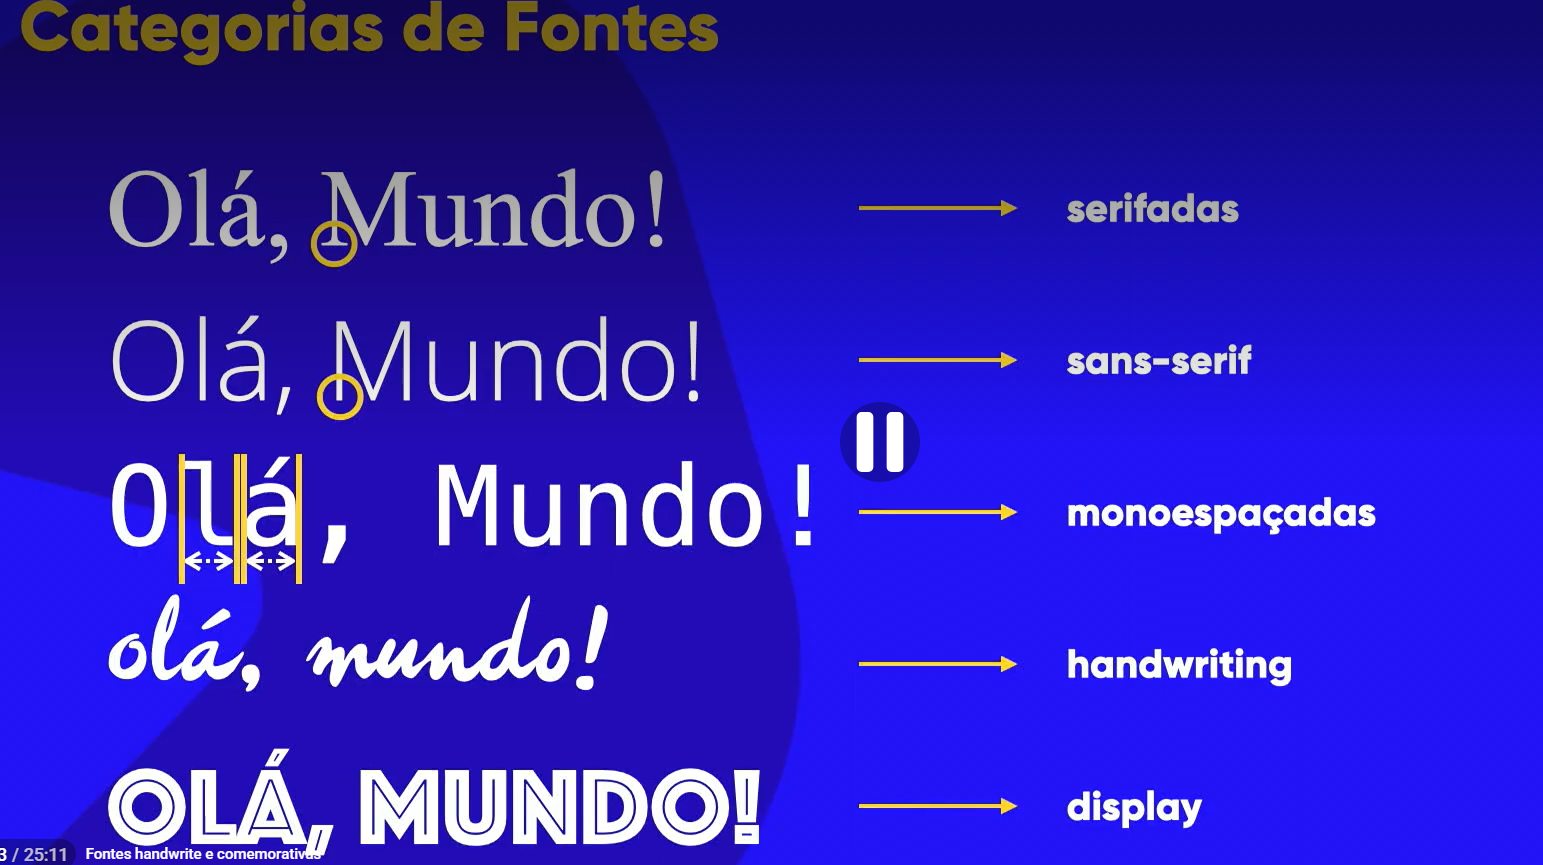 Categorias de Fontes
Olá, Mundo! serifadas
Olá, Mundo! sans-serif
Olá, Mundo! monoespaçadas
olá, mundo! handwriting
OLÁ, MUNDO! display
3 / 25:11 Fontes handwrite e comemorativas